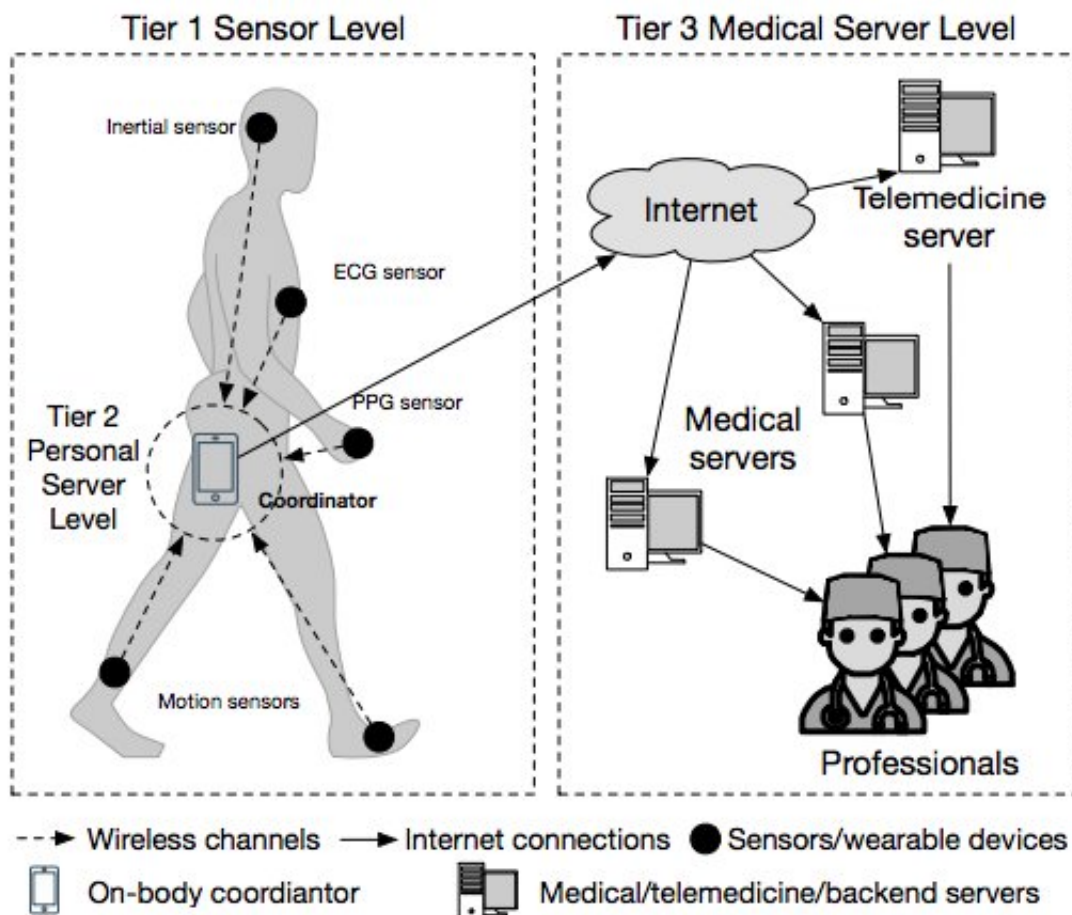 Tier 1 Sensor Level
Tier 3 Medical Server Level
Inertial sensor
ECG sensor
PPG sensor
Tier 2
Personal
Server
Level
Coordinator
Motion sensors
Internet
Telemedicine
server
Medical
servers
Professionals
Wireless channels
Internet connections
Sensors/wearable devices
On-body coordiantor
Medical/telemedicine/backend servers